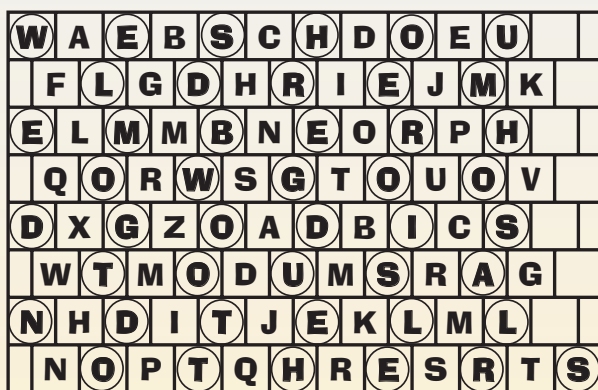 W A E B S C H D O E U
F L G D H R I E J M K
E L M M B N E O R P H
Q O R W S G T O U O V
D X G Z O A D B I C S
W T M O D U M S R A G
N H D I T J E K L M L
N O P T Q H R E S R T S